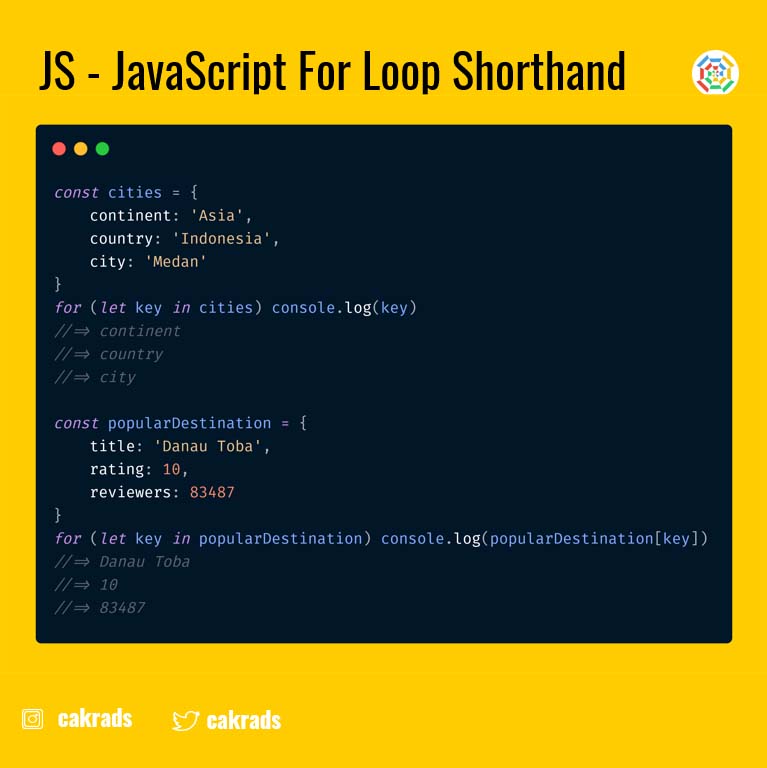 JS - JavaScript For Loop Shorthand
const cities = {
    continent: 'Asia',
    country: 'Indonesia',
    city: 'Medan'
}
for (let key in cities) console.log(key)
//=> continent
//=> country
//=> city

const popularDestination = {
    title: 'Danau Toba',
    rating: 10,
    reviewers: 83487
}
for (let key in popularDestination) console.log(popularDestination[key])
//=> Danau Toba
//=> 10
//=> 83487
cakrads
cakrads